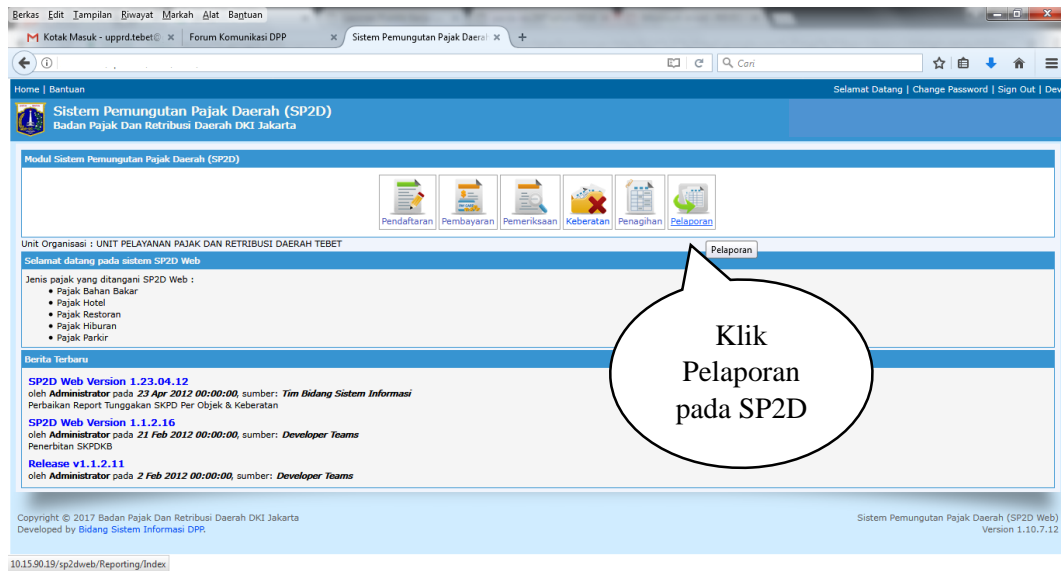 Berkas Edit Tampilan Riwayat Markah Alat Bantuan
Kotak Masuk - upprd.tebet@ × Forum Komunikasi DPP × Sistem Pemungutan Pajak Daerah × +
Cari
Home | Bantuan Selamat Datang | Change Password | Sign Out | Dev
Sistem Pemungutan Pajak Daerah (SP2D)
Badan Pajak Dan Retribusi Daerah DKI Jakarta
Modul Sistem Pemungutan Pajak Daerah (SP2D)
Pendaftaran Pembayaran Pemeriksaan Keberatan Penagihan Pelaporan
Unit Organisasi : UNIT PELAYANAN PAJAK DAN RETRIBUSI DAERAH TEBET
Pelaporan
Selamat datang pada sistem SP2D Web
Jenis pajak yang ditangani SP2D Web :
• Pajak Bahan Bakar
• Pajak Hotel
• Pajak Restoran
• Pajak Hiburan
• Pajak Parkir
Klik
Pelaporan
pada SP2D
Berita Terbaru
SP2D Web Version 1.23.04.12
oleh Administrator pada 23 Apr 2012 00:00:00, sumber: Tim Bidang Sistem Informasi
Perbaikan Report Tunggakan SKPD Per Objek & Keberatan
SP2D Web Version 1.1.2.16
oleh Administrator pada 21 Feb 2012 00:00:00, sumber: Developer Teams
Penerbitan SKPDKB
Release v1.1.2.11
oleh Administrator pada 2 Feb 2012 00:00:00, sumber: Developer Teams
Copyright © 2017 Badan Pajak Dan Retribusi Daerah DKI Jakarta Sistem Pemungutan Pajak Daerah (SP2D Web)
Developed by Bidang Sistem Informasi DPP. Version 1.10.7.12
10.15.90.19/sp2dweb/Reporting/Index